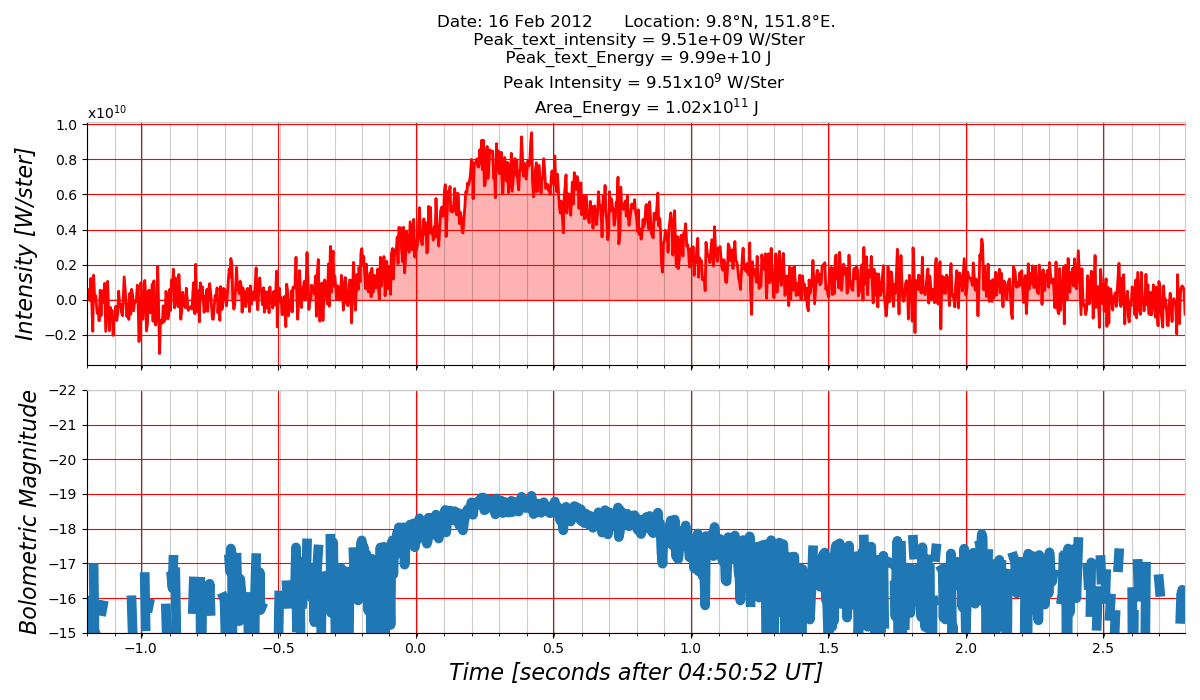 Date: 16 Feb 2012      Location: 9.8°N, 151.8°E.
Peak_text_intensity = 9.51e+09 W/Ster
Peak_text_Energy = 9.99e+10 J
Peak Intensity = 9.51x10⁹ W/Ster
Area_Energy = 1.02x10¹¹ J
x10¹⁰
Intensity [W/ster]
1.0
0.8
0.6
0.4
0.2
0.0
−0.2
Bolometric Magnitude
−22
−21
−20
−19
−18
−17
−16
−15
−1.0 −0.5 0.0 0.5 1.0 1.5 2.0 2.5
Time [seconds after 04:50:52 UT]